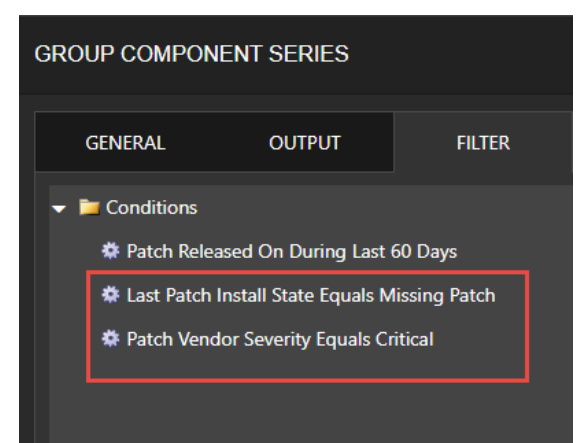 GROUP COMPONENT SERIES
GENERAL OUTPUT FILTER
Conditions
Patch Released On During Last 60 Days
Last Patch Install State Equals Missing Patch
Patch Vendor Severity Equals Critical